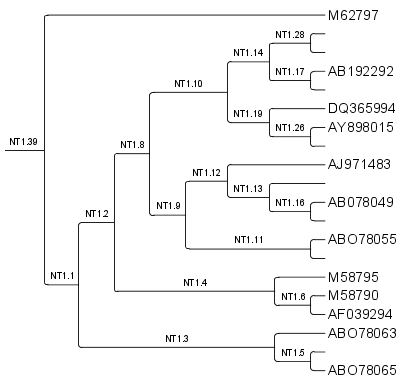 M62797
NT1.28
NT1.14
NT1.17 AB192292
NT1.10
DQ365994
NT1.19
NT1.26 AY898015
NT1.39
NT1.8
AJ971483
NT1.12
NT1.13
NT1.16 AB078049
NT1.9
NT1.2
ABO78055
NT1.11
NT1.1
M58795
NT1.4
NT1.6 M58790
AF039294
ABO78063
NT1.3
NT1.5
ABO78065